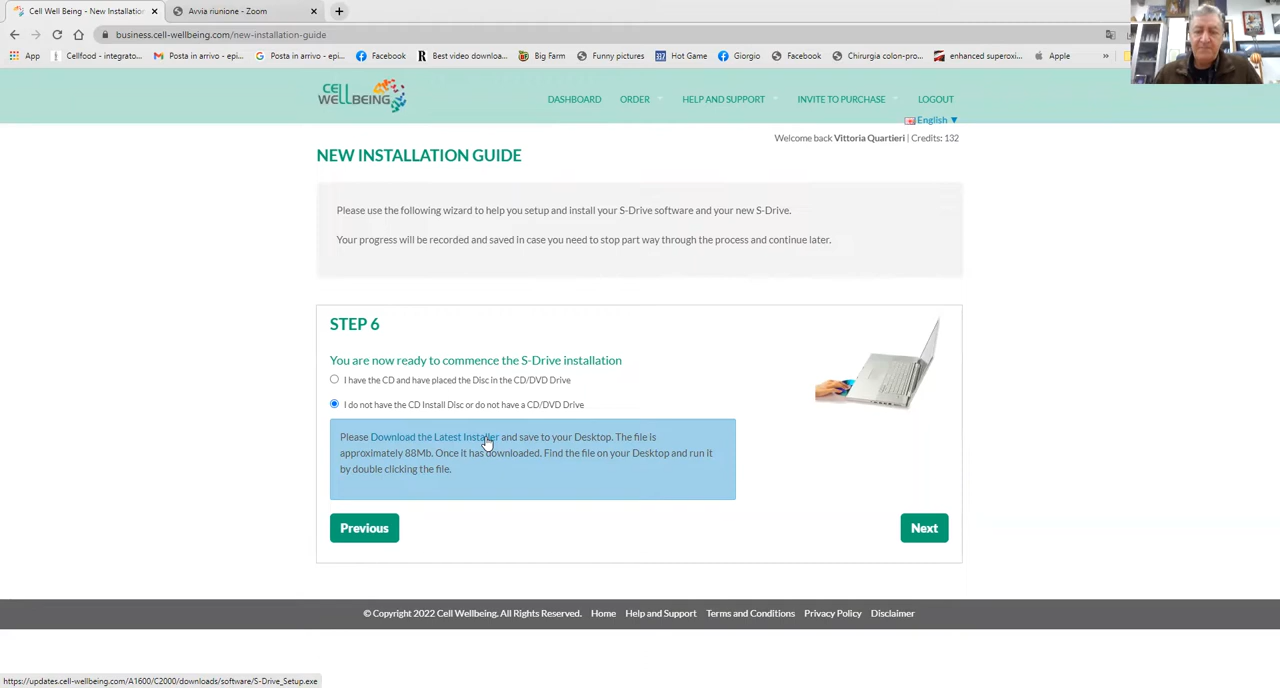 Cell Well Being - New Installatio
Avvia riunione - Zoom
business.cell-wellbeing.com/new-installation-guide
App
Cellfood - integrato...
Posta in arrivo - epi...
Posta in arrivo - epi...
Facebook
Best video downloa...
Big Farm
Funny pictures
Hot Game
Giorgio
Facebook
Chirurgia colon-pro...
enhanced superoxi...
Apple
»
CELL WELLBEING
DASHBOARD
ORDER
HELP AND SUPPORT
INVITE TO PURCHASE
LOGOUT
English ▼
Welcome back Vittoria Quartieri | Credits: 132
NEW INSTALLATION GUIDE
Please use the following wizard to help you setup and install your S-Drive software and your new S-Drive.
Your progress will be recorded and saved in case you need to stop part way through the process and continue later.
STEP 6
You are now ready to commence the S-Drive installation
I have the CD and have placed the Disc in the CD/DVD Drive
I do not have the CD Install Disc or do not have a CD/DVD Drive
Please Download the Latest Installer and save to your Desktop. The file is
approximately 88Mb. Once it has downloaded. Find the file on your Desktop and run it
by double clicking the file.
Previous
Next
© Copyright 2022 Cell Wellbeing. All Rights Reserved. Home Help and Support Terms and Conditions Privacy Policy Disclaimer
https://updates.cell-wellbeing.com/A1600/C2000/downloads/software/S-Drive_Setup.exe